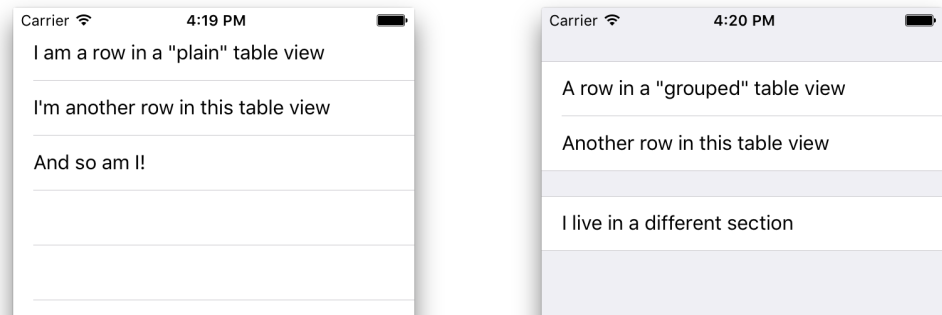 Carrier 4:19 PM
I am a row in a "plain" table view
I'm another row in this table view
And so am I!
Carrier 4:20 PM
A row in a "grouped" table view
Another row in this table view
I live in a different section